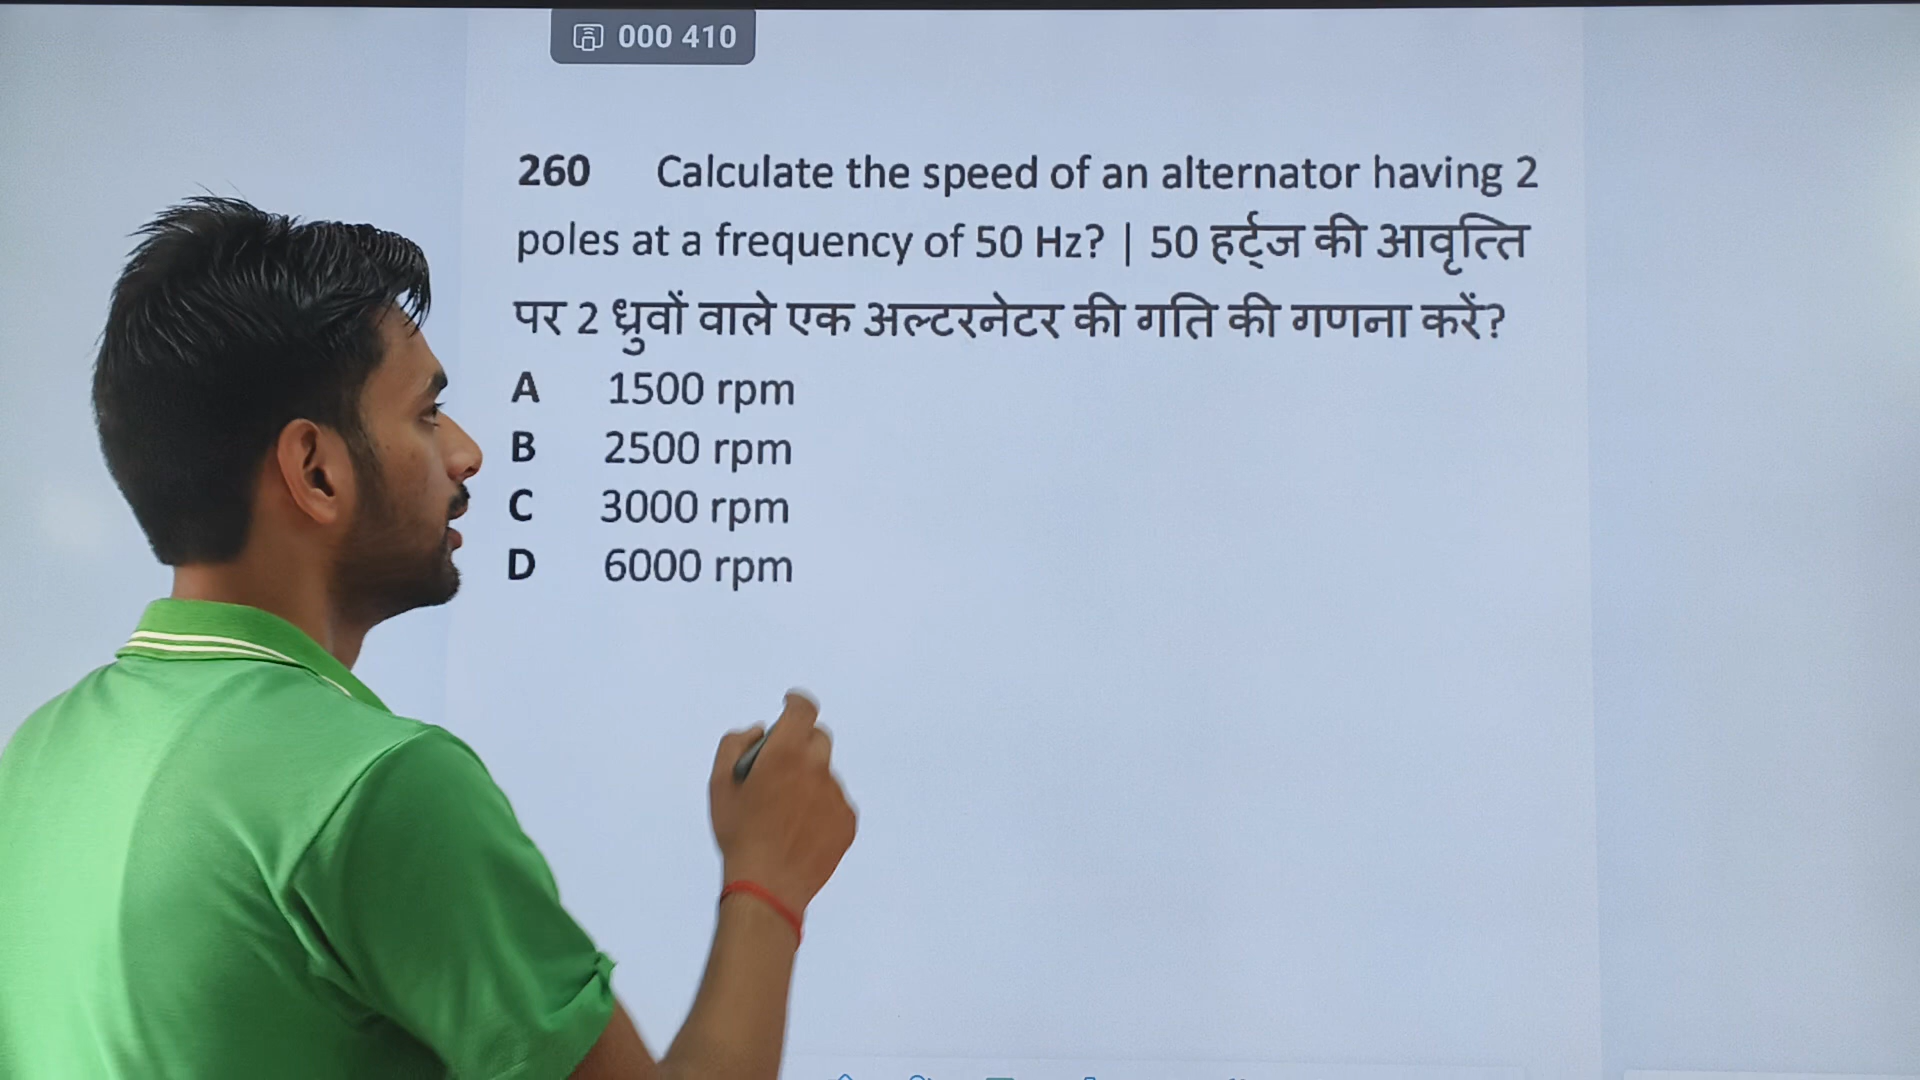 000 410
260 Calculate the speed of an alternator having 2
poles at a frequency of 50 Hz? | 50 हर्ट्ज की आवृत्ति
पर 2 ध्रुवों वाले एक अल्टरनेटर की गति की गणना करें?
A 1500 rpm
B 2500 rpm
C 3000 rpm
D 6000 rpm